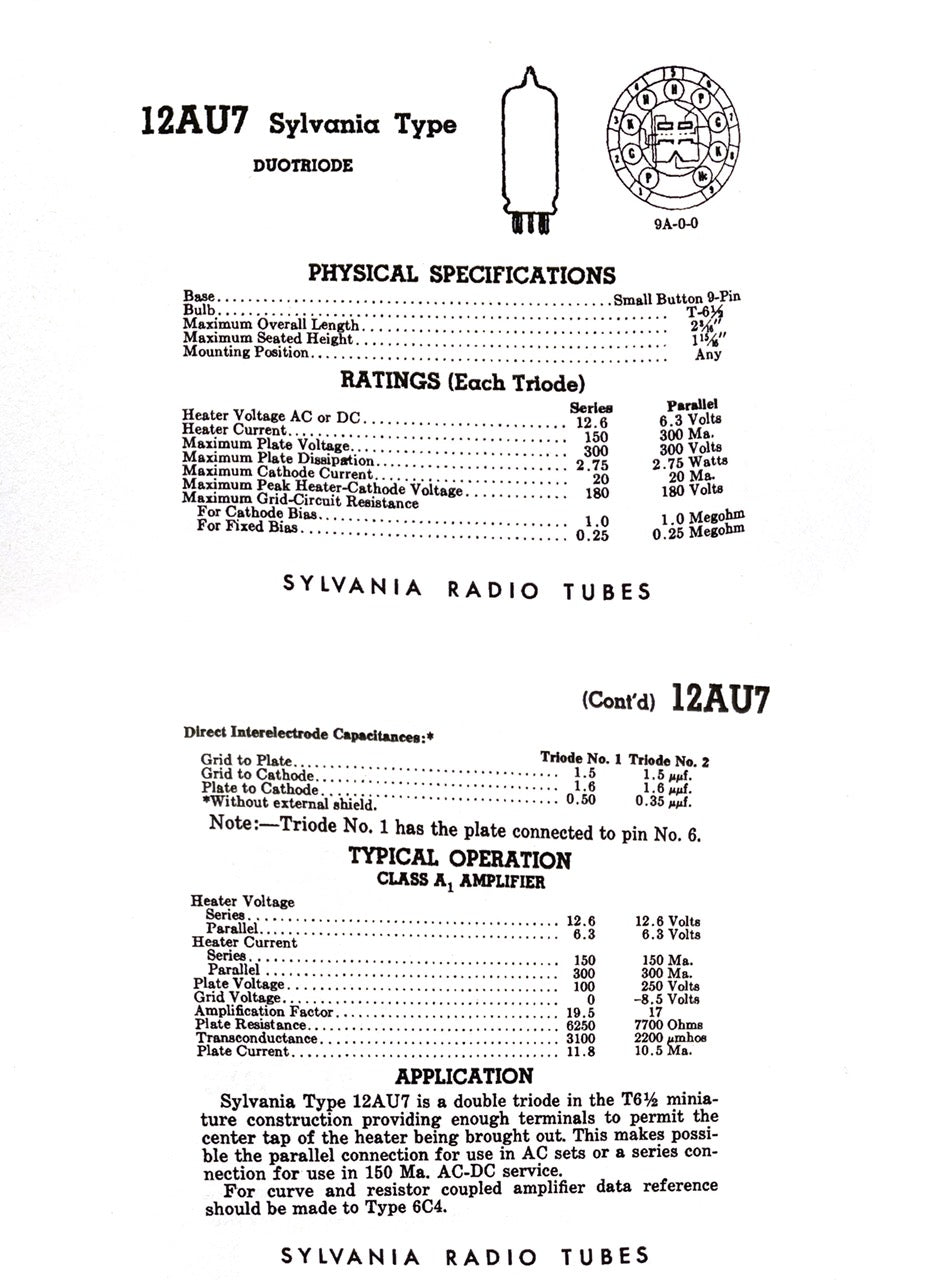 12AU7 Sylvania Type
DUOTRIODE
5
4 6
H H P
3 K G 7
2 G K 8
P Nc
1 9
9A-0-0
PHYSICAL SPECIFICATIONS
Base........Small Button 9-Pin
Bulb........T-6½
Maximum Overall Length........2 3/16"
Maximum Seated Height........1 15/16"
Mounting Position........Any
RATINGS (Each Triode)
Series Parallel
Heater Voltage AC or DC........12.6 6.3 Volts
Heater Current........150 300 Ma.
Maximum Plate Voltage........300 300 Volts
Maximum Plate Dissipation........2.75 2.75 Watts
Maximum Cathode Current........20 20 Ma.
Maximum Peak Heater-Cathode Voltage........180 180 Volts
Maximum Grid-Circuit Resistance
For Cathode Bias........1.0 1.0 Megohm
For Fixed Bias........0.25 0.25 Megohm
SYLVANIA RADIO TUBES
(Cont'd) 12AU7
Direct Interelectrode Capacitances:*
Triode No. 1 Triode No. 2
Grid to Plate........1.5 1.5 μμf.
Grid to Cathode........1.6 1.6 μμf.
Plate to Cathode........0.50 0.35 μμf.
*Without external shield.
Note:—Triode No. 1 has the plate connected to pin No. 6.
TYPICAL OPERATION
CLASS A₁ AMPLIFIER
Heater Voltage
Series........12.6 12.6 Volts
Parallel........6.3 6.3 Volts
Heater Current
Series........150 150 Ma.
Parallel........300 300 Ma.
Plate Voltage........100 250 Volts
Grid Voltage........0 -8.5 Volts
Amplification Factor........19.5 17
Plate Resistance........6250 7700 Ohms
Transconductance........3100 2200 μmhos
Plate Current........11.8 10.5 Ma.
APPLICATION
Sylvania Type 12AU7 is a double triode in the T6½ minia-
ture construction providing enough terminals to permit the
center tap of the heater being brought out. This makes possi-
ble the parallel connection for use in AC sets or a series con-
nection for use in 150 Ma. AC-DC service.
For curve and resistor coupled amplifier data reference
should be made to Type 6C4.
SYLVANIA RADIO TUBES